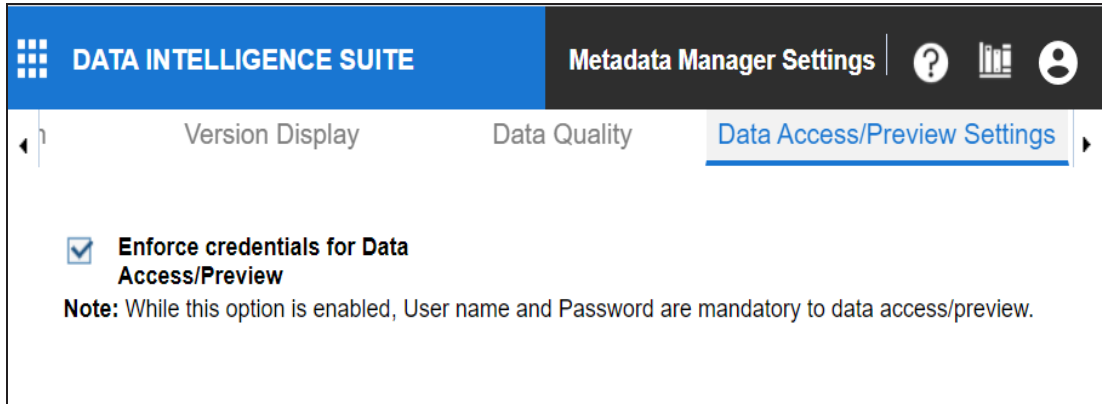 DATA INTELLIGENCE SUITE Metadata Manager Settings
Version Display Data Quality Data Access/Preview Settings
Enforce credentials for Data
Access/Preview
Note: While this option is enabled, User name and Password are mandatory to data access/preview.